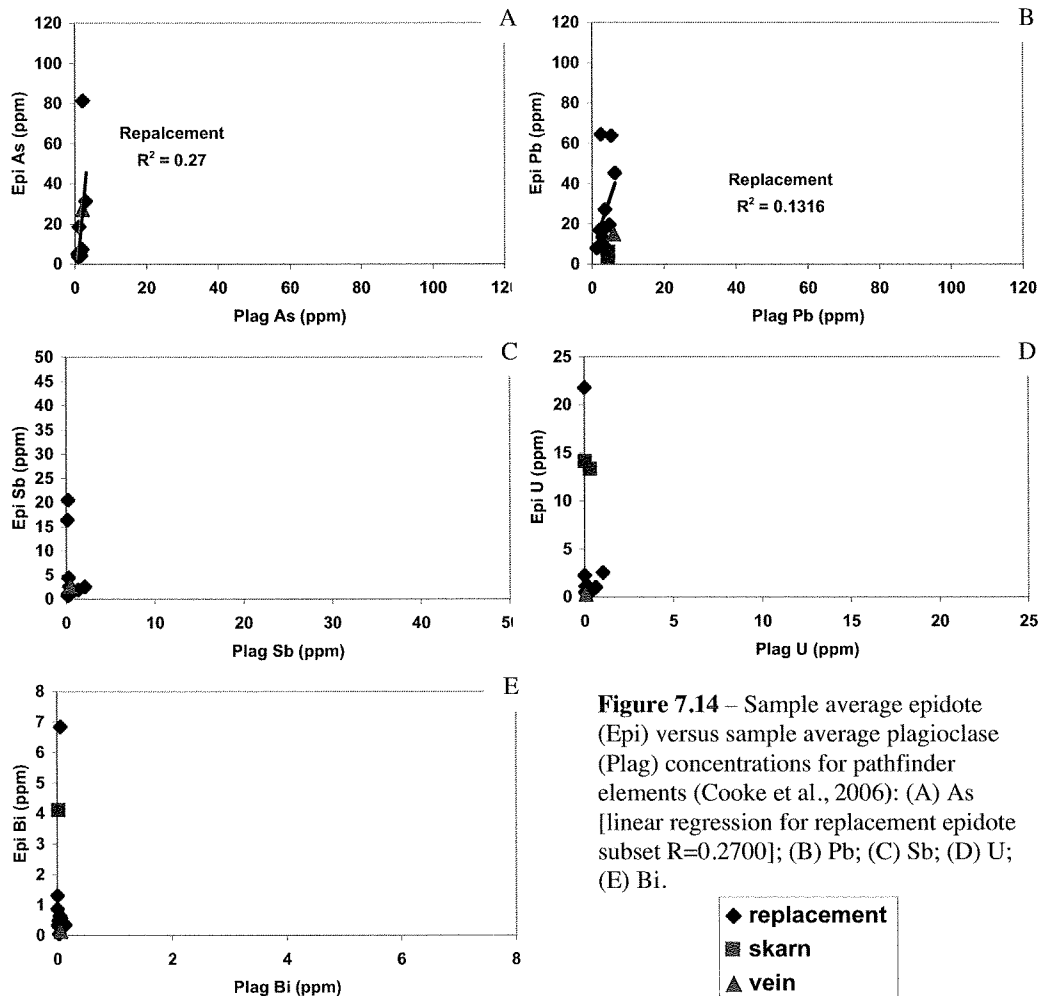 A
120
100
80
60
40
20
0
Epi As (ppm)
Repalcement
R² = 0.27
0 20 40 60 80 100 12
Plag As (ppm)
B
120
100
80
60
40
20
0
Epi Pb (ppm)
Replacement
R² = 0.1316
0 20 40 60 80 100 120
Plag Pb (ppm)
C
50
45
40
35
30
25
20
15
10
5
0
Epi Sb (ppm)
0 10 20 30 40 50
Plag Sb (ppm)
D
25
20
15
10
5
0
Epi U (ppm)
0 5 10 15 20 25
Plag U (ppm)
E
8
7
6
5
4
3
2
1
0
Epi Bi (ppm)
0 2 4 6 8
Plag Bi (ppm)
Figure 7.14 – Sample average epidote
(Epi) versus sample average plagioclase
(Plag) concentrations for pathfinder
elements (Cooke et al., 2006): (A) As
[linear regression for replacement epidote
subset R=0.2700]; (B) Pb; (C) Sb; (D) U;
(E) Bi.
replacement
skarn
vein